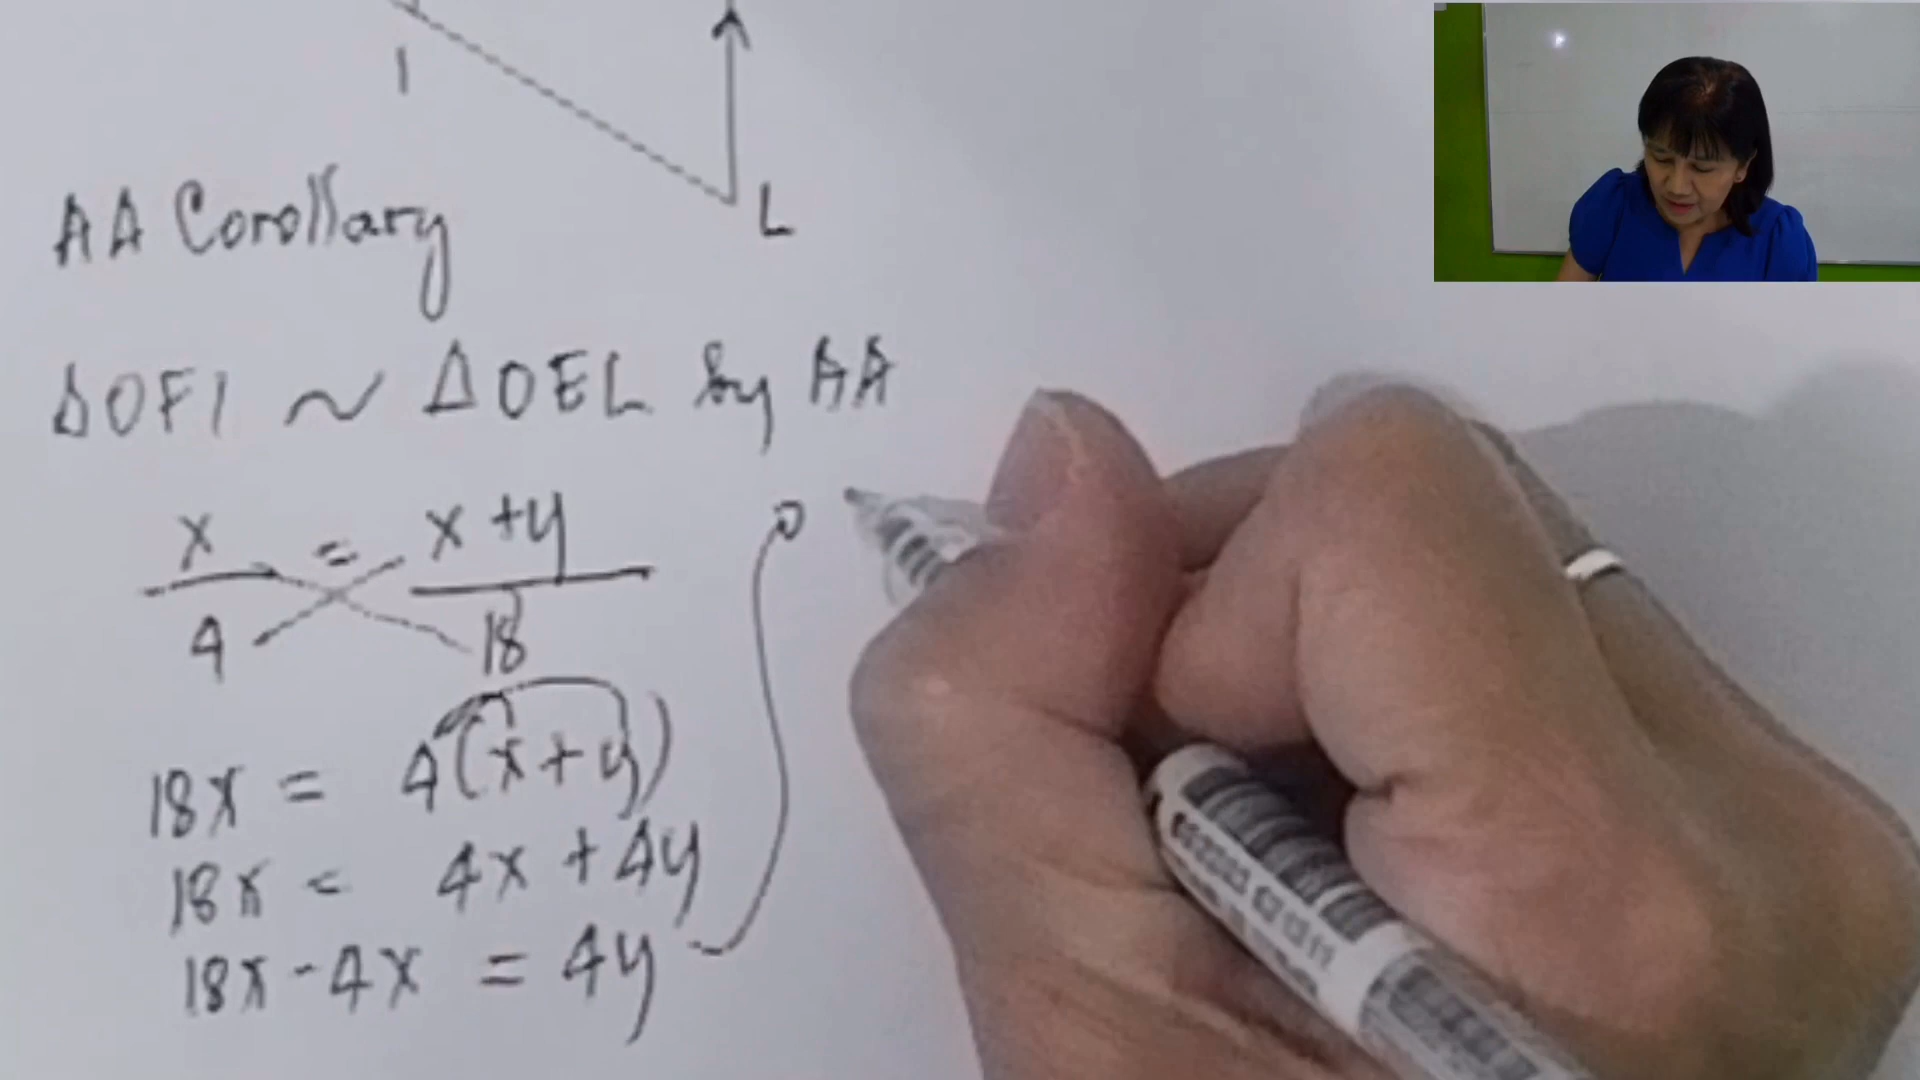 I
L
AA Corollary
ΔOFI ~ ΔOEL by AA
x = x + y
4 18
18x = 4(x + y)
18x = 4x + 4y
18x - 4x = 4y